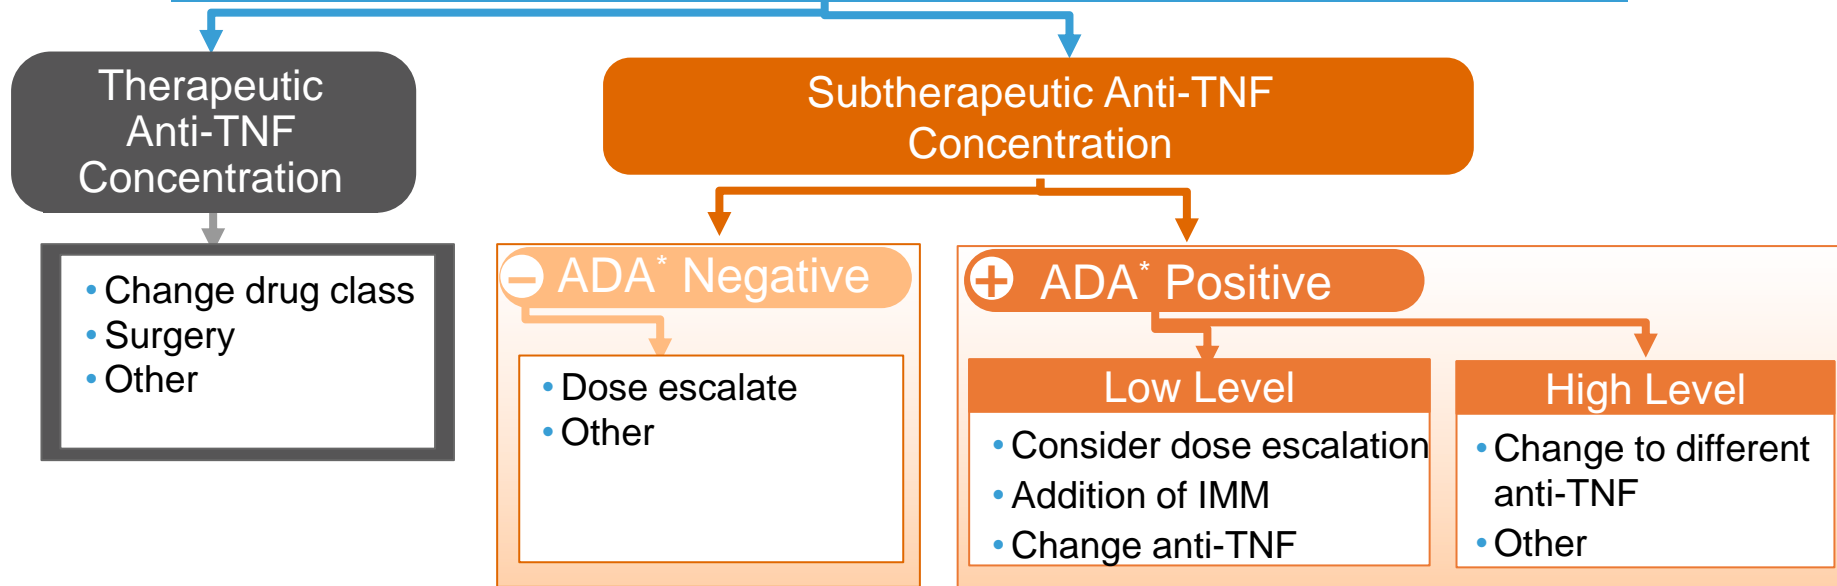 Therapeutic
Anti-TNF
Concentration
• Change drug class
• Surgery
• Other
Subtherapeutic Anti-TNF
Concentration
− ADA* Negative
• Dose escalate
• Other
+ ADA* Positive
Low Level
• Consider dose escalation
• Addition of IMM
• Change anti-TNF
High Level
• Change to different
anti-TNF
• Other